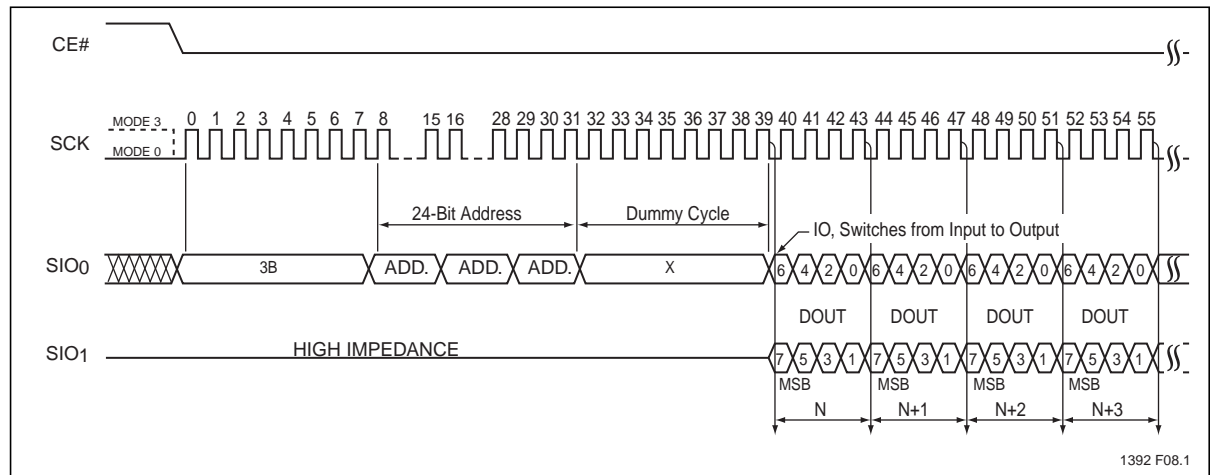 CE#
MODE 3
0 1 2 3 4 5 6 7 8 15 16 28 29 30 31 32 33 34 35 36 37 38 39 40 41 42 43 44 45 46 47 48 49 50 51 52 53 54 55
SCK
MODE 0
24-Bit Address
Dummy Cycle
IO, Switches from Input to Output
SIO0
3B
ADD. ADD. ADD.
X
6 4 2 0 6 4 2 0 6 4 2 0 6 4 2 0
DOUT DOUT DOUT DOUT
SIO1
HIGH IMPEDANCE
7 5 3 1 7 5 3 1 7 5 3 1 7 5 3 1
MSB MSB MSB MSB
N N+1 N+2 N+3
1392 F08.1